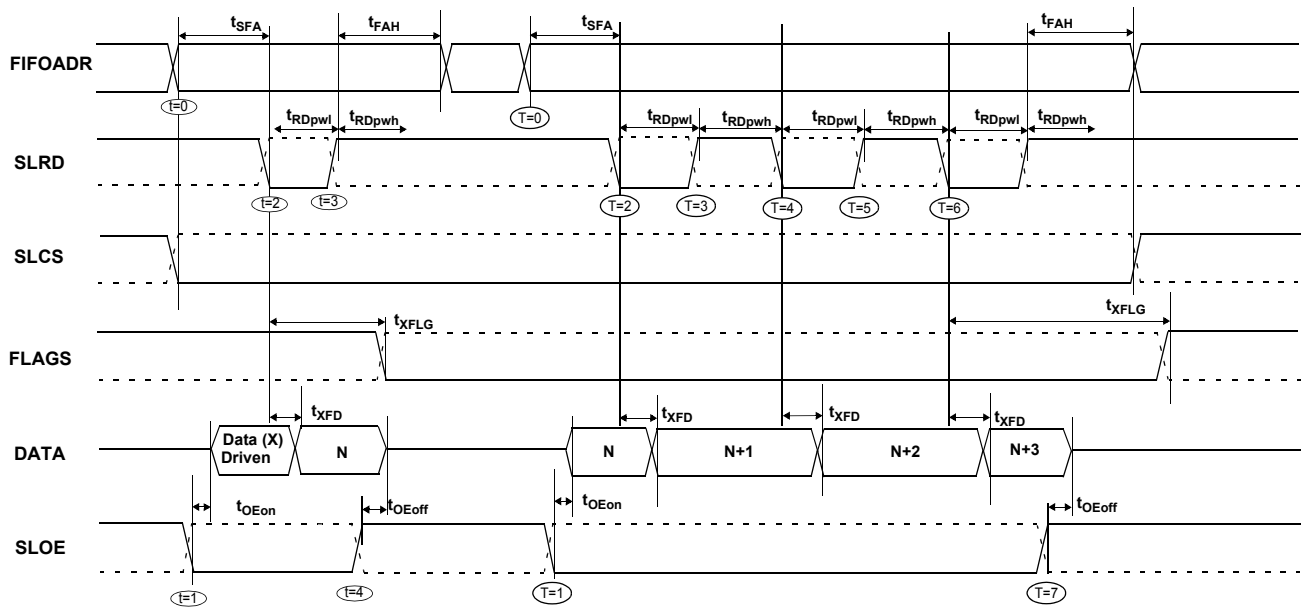 tSFA tFAH tSFA tFAH
FIFOADR
t=0 T=0
tRDpwl tRDpwh tRDpwl tRDpwh tRDpwl tRDpwh tRDpwl tRDpwh
SLRD
t=2 t=3 T=2 T=3 T=4 T=5 T=6
SLCS
tXFLG tXFLG
FLAGS
tXFD tXFD tXFD tXFD
DATA
Data (X)
Driven
N N N+1 N+2 N+3
tOEon tOEoff tOEon tOEoff
SLOE
t=1 t=4 T=1 T=7